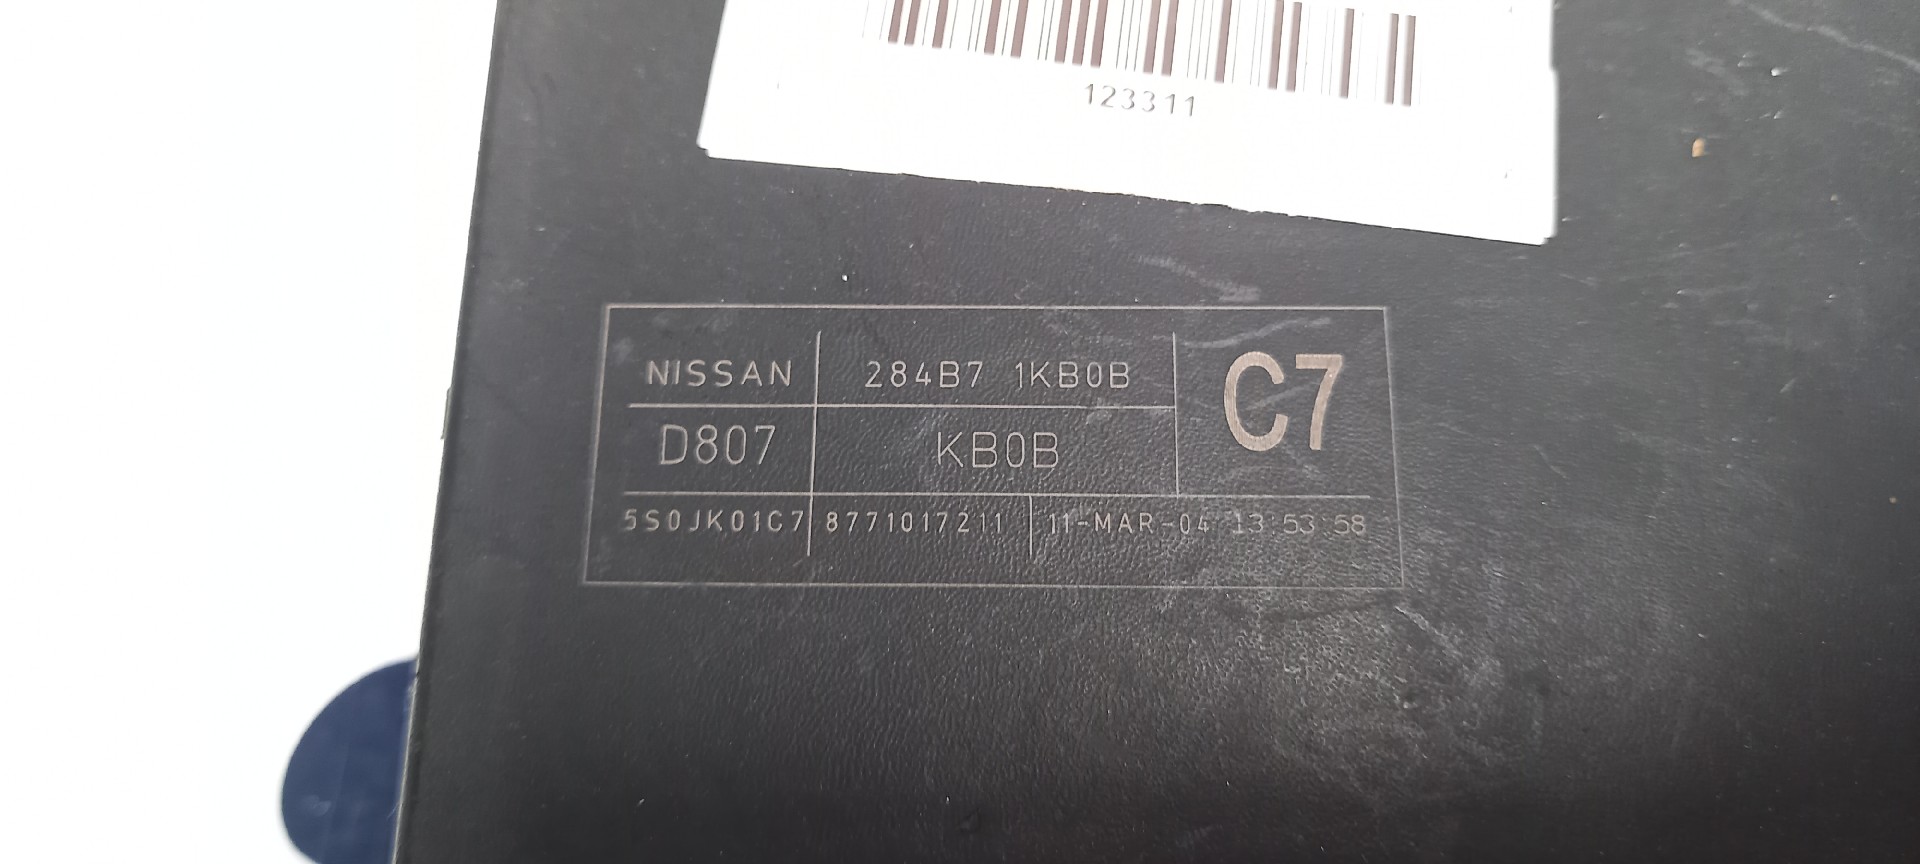 123311
NISSAN 284B7 1KB0B C7
D807 KB0B
5S0JK01C7 8771017211 11-MAR-04 13:53:58